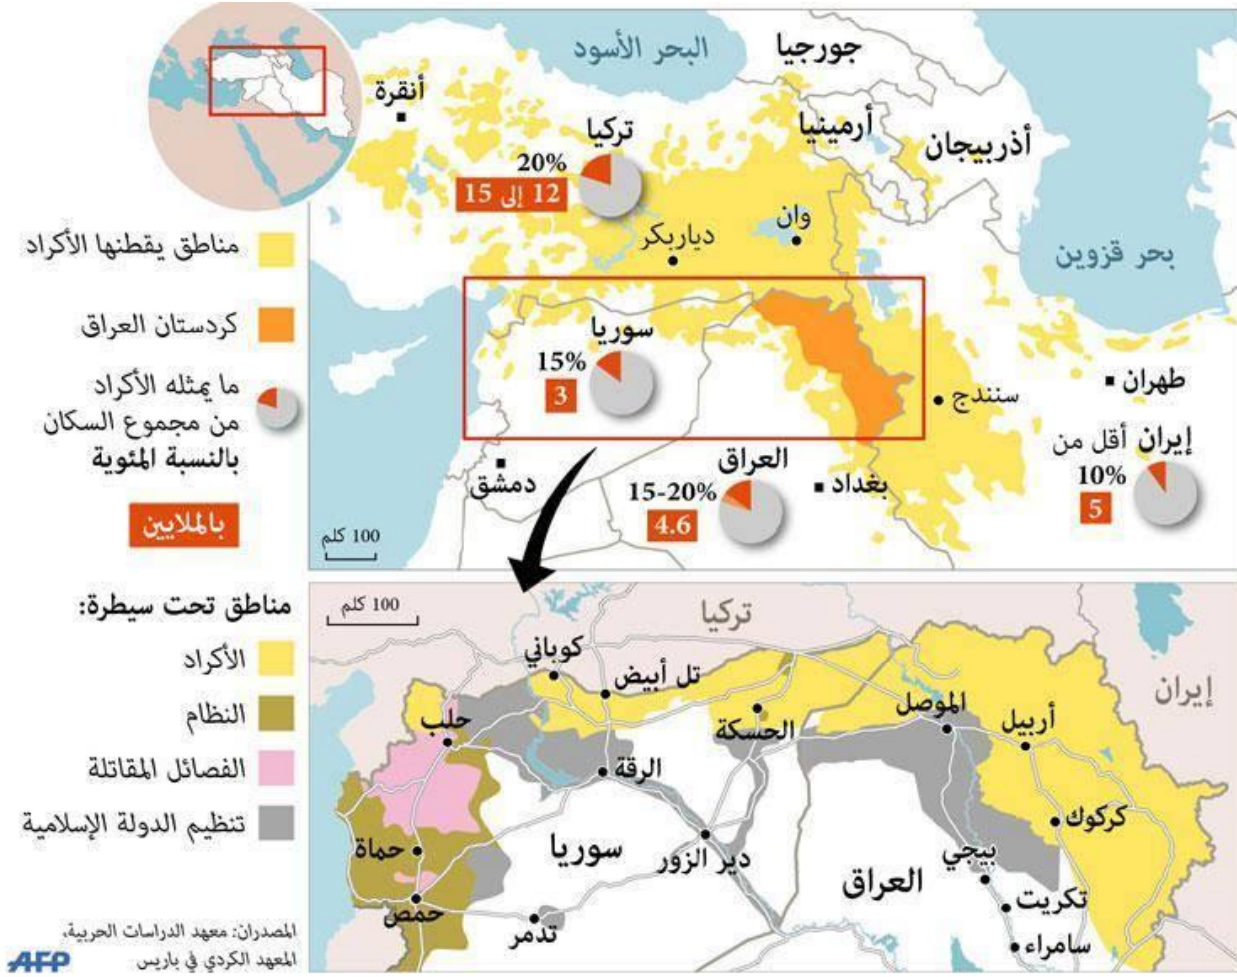 البحر الأسود
جورجيا
أنقرة
أرمينيا
أذربيجان
تركيا
20%
12 إلى 15
وان
دياربكر
بحر قزوين
سوريا
15%
3
طهران
سنندج
إيران أقل من
10%
5
العراق
15-20%
4.6
بغداد
دمشق
100 كلم
مناطق يقطنها الأكراد
كردستان العراق
ما يمثله الأكراد
من مجموع السكان
بالنسبة المئوية
بالملايين
مناطق تحت سيطرة:
الأكراد
النظام
الفصائل المقاتلة
تنظيم الدولة الإسلامية
100 كلم
تركيا
إيران
كوباني
تل أبيض
الموصل
أربيل
حلب
الحسكة
الرقة
كركوك
حماة
سوريا
دير الزور
بيجي
العراق
تكريت
حمص
تدمر
سامراء
المصدران: معهد الدراسات الحربية،
المعهد الكردي في باريس
AFP